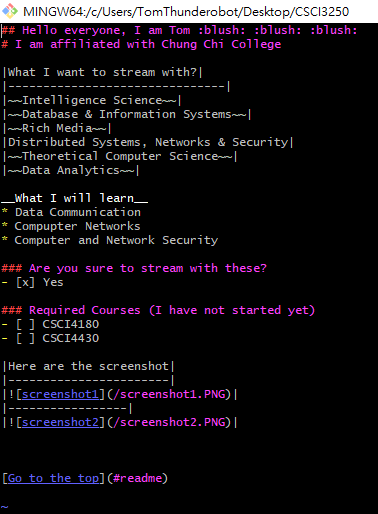 MINGW64:/c/Users/TomThunderobot/Desktop/CSCI3250
## Hello everyone, I am Tom :blush: :blush: :blush:
# I am affiliated with Chung Chi College
|What I want to stream with?|
|---------------------------|
|~~Intelligence Science~~|
|~~Database & Information Systems~~|
|~~Rich Media~~|
|Distributed Systems, Networks & Security|
|~~Theoretical Computer Science~~|
|~~Data Analytics~~|
__What I will learn__
* Data Communication
* Compupter Networks
* Computer and Network Security
### Are you sure to stream with these?
- [x] Yes
### Required Courses (I have not started yet)
- [ ] CSCI4180
- [ ] CSCI4430
|Here are the screenshot|
|-----------------------|
|![screenshot1](/screenshot1.PNG)|
|-----------------|
|![screenshot2](/screenshot2.PNG)|
[Go to the top](#readme)
~